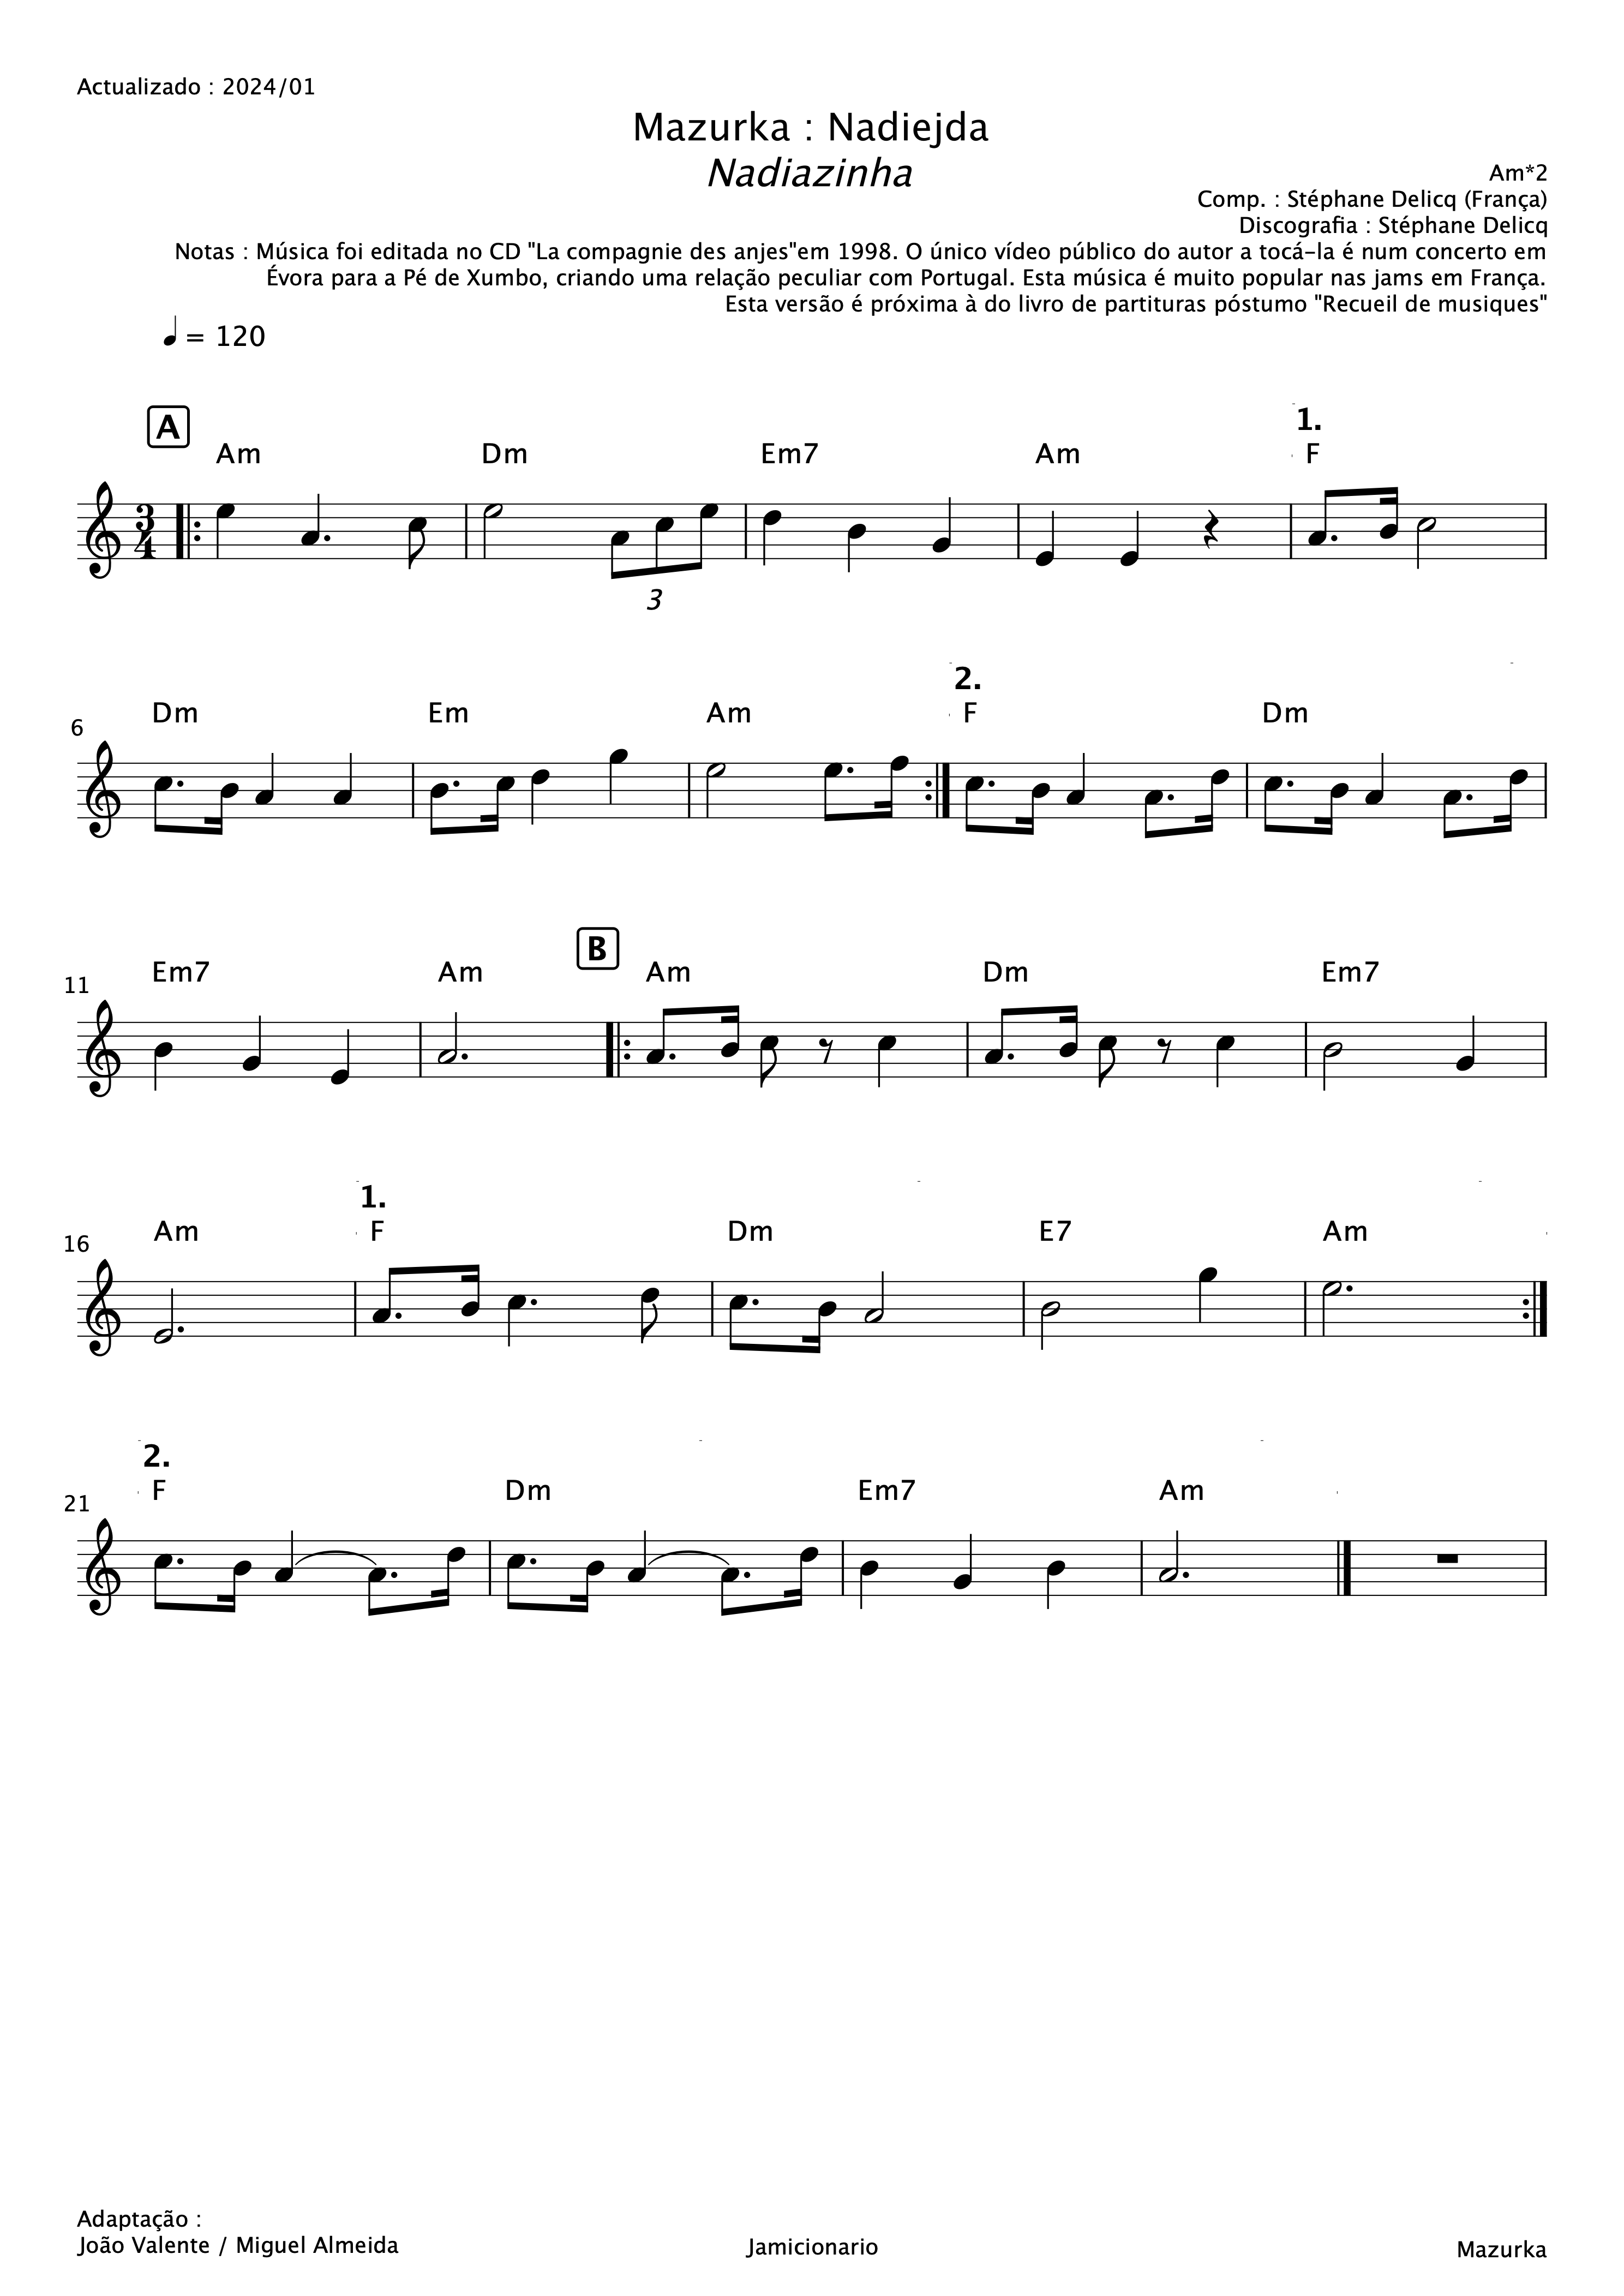 Actualizado : 2024/01
Mazurka : Nadiejda
Nadiazinha
Am*2
Comp. : Stéphane Delicq (França)
Discografia : Stéphane Delicq
Notas : Música foi editada no CD "La compagnie des anjes"em 1998. O único vídeo público do autor a tocá-la é num concerto em
Évora para a Pé de Xumbo, criando uma relação peculiar com Portugal. Esta música é muito popular nas jams em França.
Esta versão é próxima à do livro de partituras póstumo "Recueil de musiques"
= 120
A
1.
Am Dm Em7 Am F
3
4
3
2.
Dm Em Am F Dm
6
B
Em7 Am Am Dm Em7
11
1.
Am F Dm E7 Am
16
2.
F Dm Em7 Am
21
Adaptação :
João Valente / Miguel Almeida
Jamicionario
Mazurka